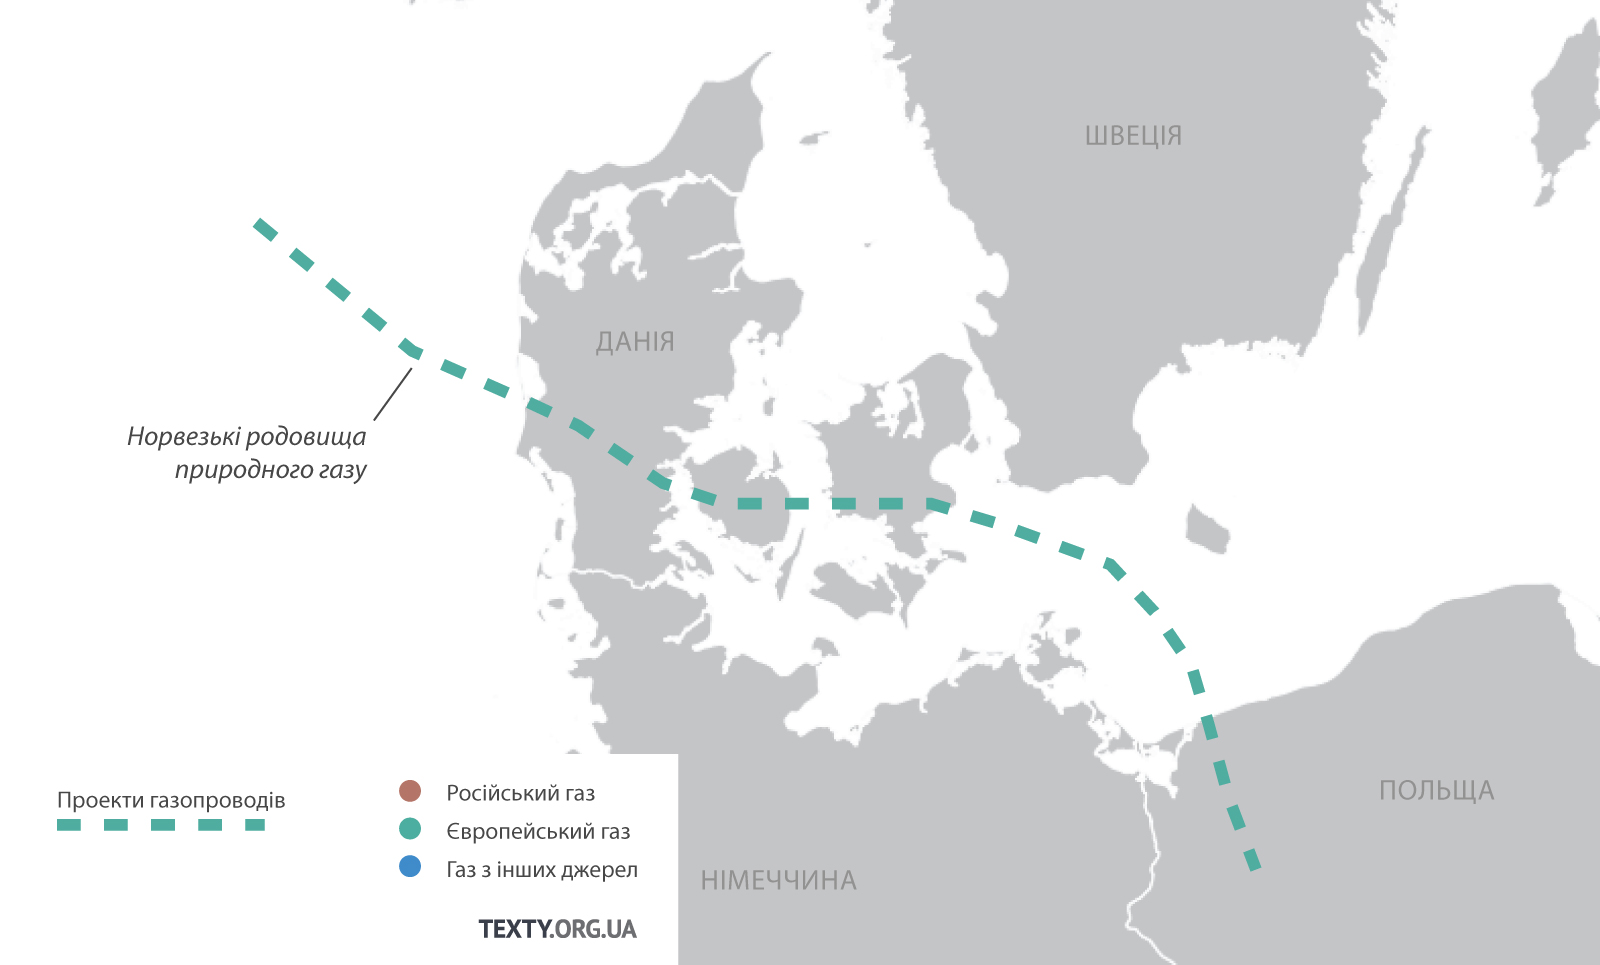 ШВЕЦІЯ
ДАНІЯ
Норвезькі родовища
природного газу
ПОЛЬЩА
НІМЕЧЧИНА
Проекти газопроводів
Російський газ
Європейський газ
Газ з інших джерел
TEXTY.ORG.UA